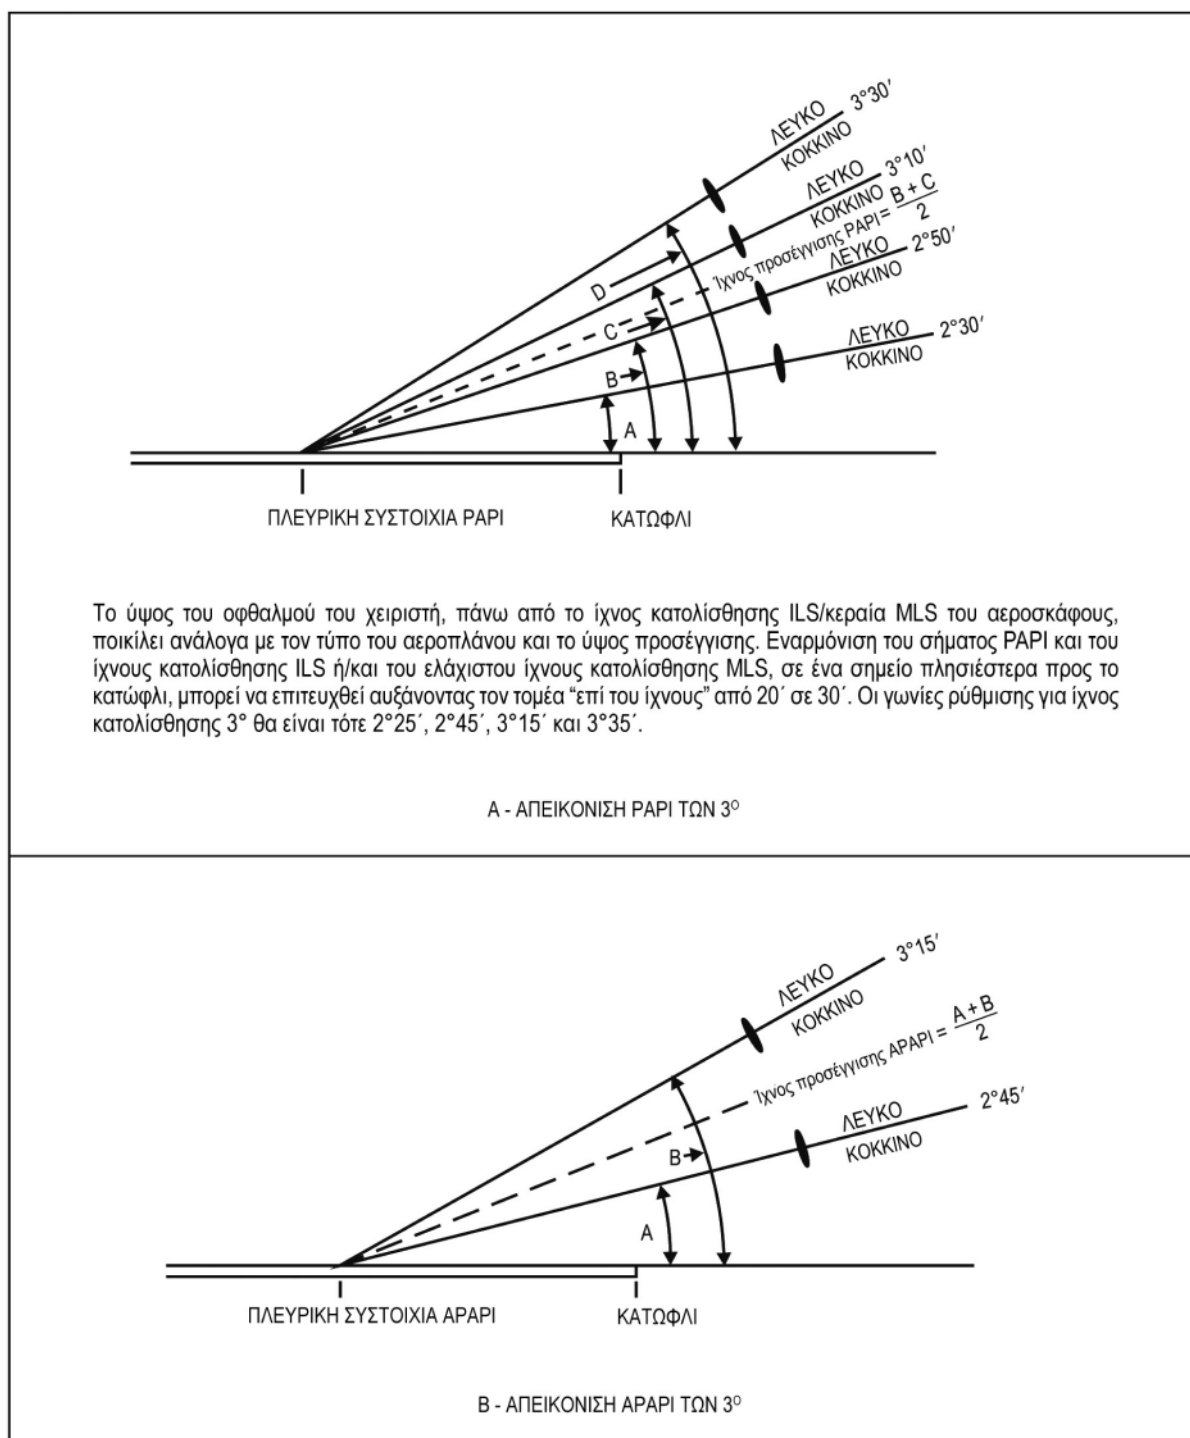 ΛΕΥΚΟ
ΚΟΚΚΙΝΟ
3°30′
ΛΕΥΚΟ
ΚΟΚΚΙΝΟ
3°10′
Ίχνος προσέγγισης PAPI = B + C / 2
ΛΕΥΚΟ
ΚΟΚΚΙΝΟ
2°50′
ΛΕΥΚΟ
ΚΟΚΚΙΝΟ
2°30′
D
C
B
A
ΠΛΕΥΡΙΚΗ ΣΥΣΤΟΙΧΙΑ PAPI
ΚΑΤΩΦΛΙ
Το ύψος του οφθαλμού του χειριστή, πάνω από το ίχνος κατολίσθησης ILS/κεραία MLS του αεροσκάφους,
ποικίλει ανάλογα με τον τύπο του αεροπλάνου και το ύψος προσέγγισης. Εναρμόνιση του σήματος PAPI και του
ίχνους κατολίσθησης ILS ή/και του ελάχιστου ίχνους κατολίσθησης MLS, σε ένα σημείο πλησιέστερα προς το
κατώφλι, μπορεί να επιτευχθεί αυξάνοντας τον τομέα “επί του ίχνους” από 20΄ σε 30΄. Οι γωνίες ρύθμισης για ίχνος
κατολίσθησης 3° θα είναι τότε 2°25΄, 2°45΄, 3°15΄ και 3°35΄.
Α - ΑΠΕΙΚΟΝΙΣΗ PAPI ΤΩΝ 3°
ΛΕΥΚΟ
ΚΟΚΚΙΝΟ
3°15′
Ίχνος προσέγγισης APAPI = A + B / 2
ΛΕΥΚΟ
ΚΟΚΚΙΝΟ
2°45′
B
A
ΠΛΕΥΡΙΚΗ ΣΥΣΤΟΙΧΙΑ APAPI
ΚΑΤΩΦΛΙ
Β - ΑΠΕΙΚΟΝΙΣΗ APAPI ΤΩΝ 3°